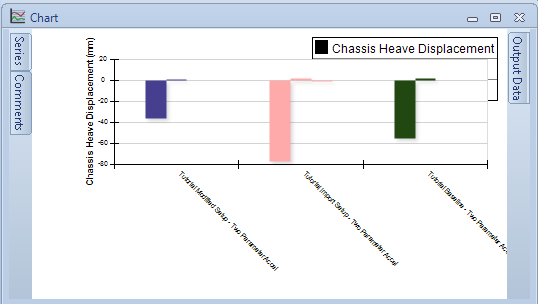 Chart
Series
Comments
Output Data
Chassis Heave Displacement
Chassis Heave Displacement (mm)
20
0
-20
-40
-60
-80
Tutorial Modified Setup - Two Parameter Accel
Tutorial Import Setup - Two Parameter Accel
Tutorial Baseline - Two Parameter Acc